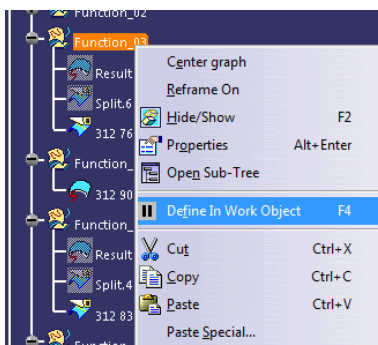 Function_02
Function_03
Result
Split.6
312 76
Function_
312 90
Function_
Result
Split.4
312 83
Function_
Center graph
Reframe On
Hide/Show F2
Properties Alt+Enter
Open Sub-Tree
Define In Work Object F4
Cut Ctrl+X
Copy Ctrl+C
Paste Ctrl+V
Paste Special...